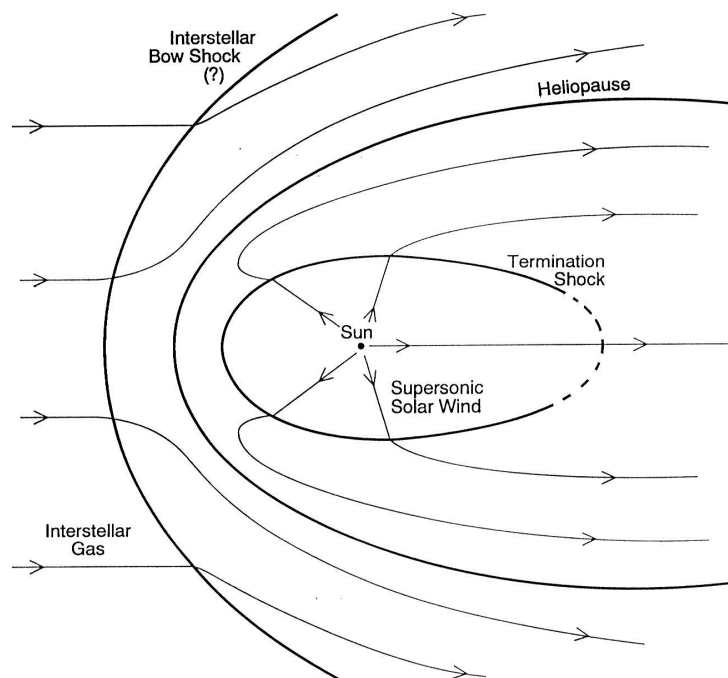 Interstellar
Bow Shock
(?)
Heliopause
Termination
Shock
Sun
Supersonic
Solar Wind
Interstellar
Gas